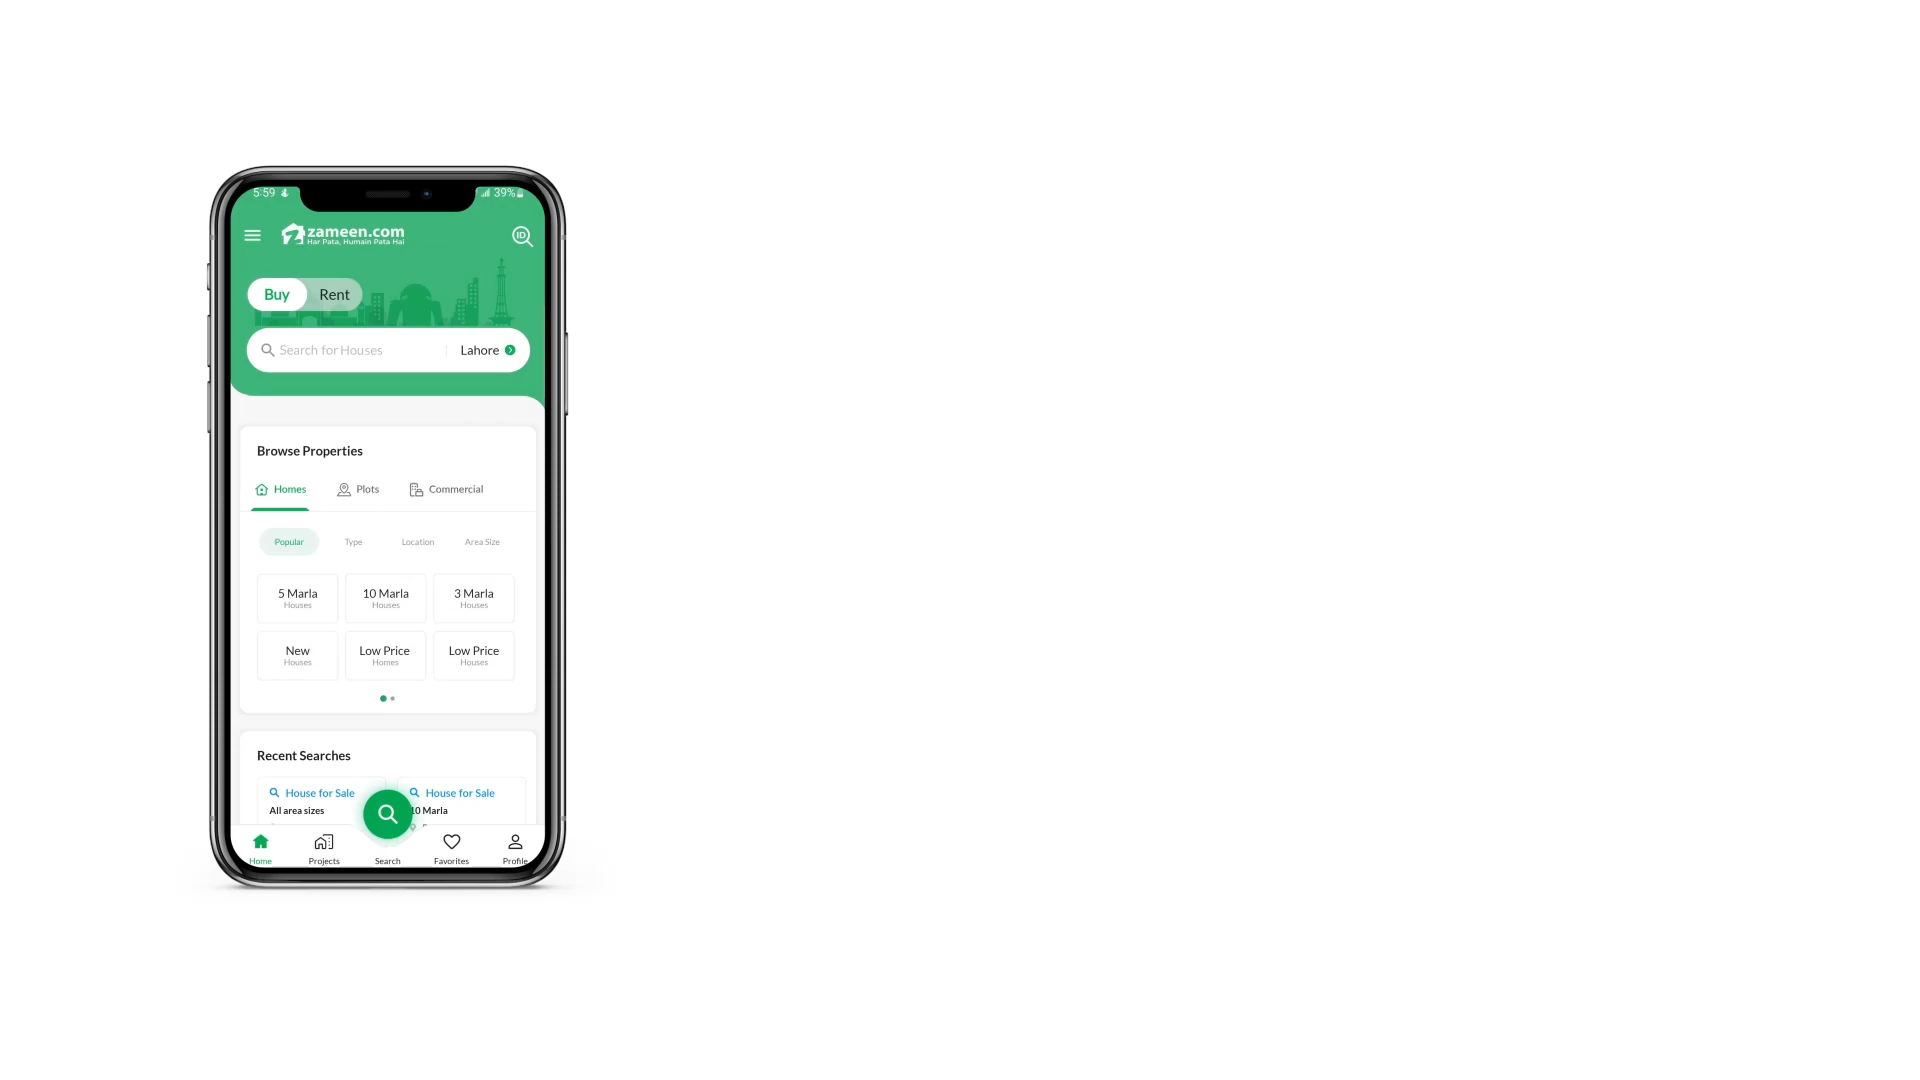 5:59
39%
zameen.com
Har Pata, Humain Pata Hai
ID
Buy Rent
Search for Houses Lahore
Browse Properties
Homes Plots Commercial
Popular Type Location Area Size
5 Marla 10 Marla 3 Marla
Houses Houses Houses
New Low Price Low Price
Houses Homes Houses
Recent Searches
House for Sale House for Sale
All area sizes 10 Marla
Home Projects Search Favorites Profile